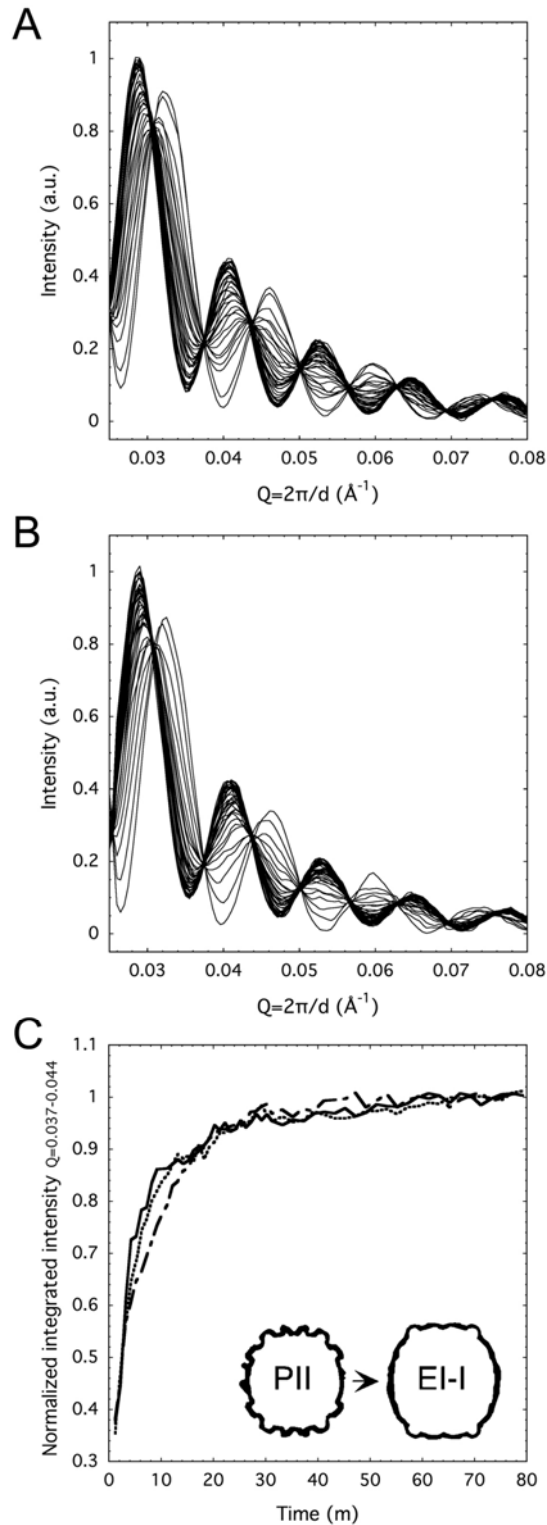 A
Intensity (a.u.)
1
0.8
0.6
0.4
0.2
0
0.03 0.04 0.05 0.06 0.07 0.08
Q=2π/d (Å⁻¹)
B
Intensity (a.u.)
1
0.8
0.6
0.4
0.2
0
0.03 0.04 0.05 0.06 0.07 0.08
Q=2π/d (Å⁻¹)
C
Normalized integrated intensity Q=0.037-0.044
1.1
1
0.9
0.8
0.7
0.6
0.5
0.4
0.3
PII EI-I
0 10 20 30 40 50 60 70 80
Time (m)